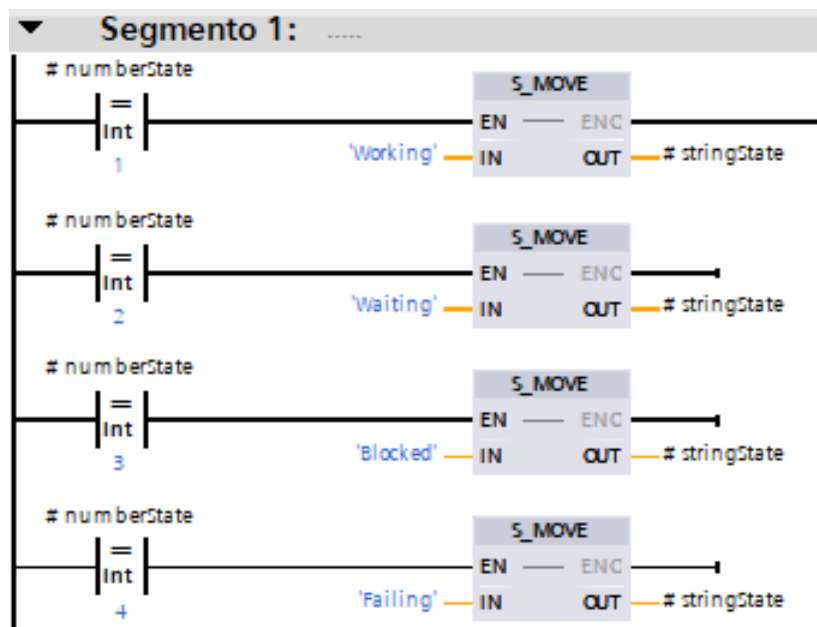 Segmento 1: .....
# numberState
S_MOVE
=
Int
EN ENO
1
'Working' IN OUT # stringState
# numberState
S_MOVE
=
Int
EN ENO
2
'Waiting' IN OUT # stringState
# numberState
S_MOVE
=
Int
EN ENO
3
'Blocked' IN OUT # stringState
# numberState
S_MOVE
=
Int
EN ENO
4
'Failing' IN OUT # stringState